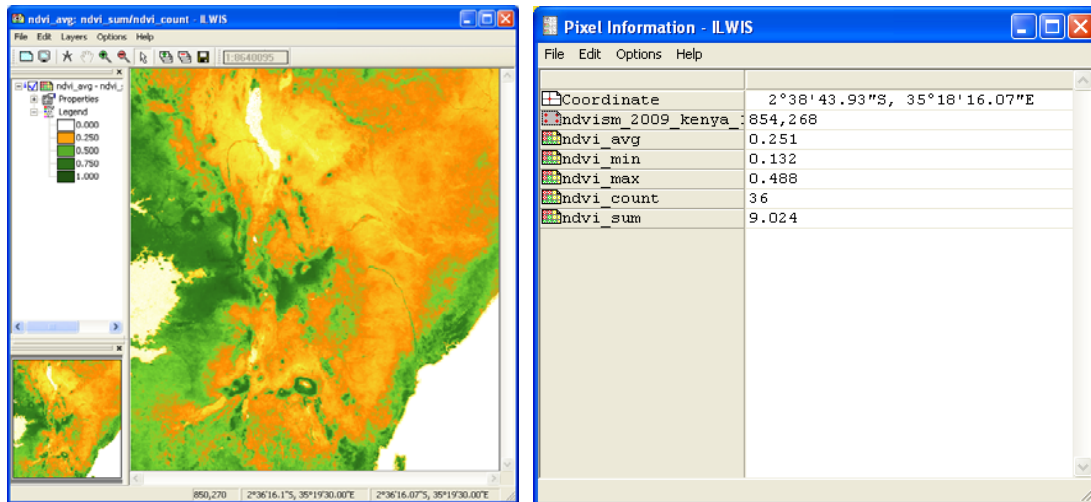 ndvi_avg: ndvi_sum/ndvi_count - ILWIS
File Edit Layers Options Help
1:8640095
ndvi_avg - ndvi_:
Properties
Legend
0.000
0.250
0.500
0.750
1.000
850,270 2°36'16.1"S, 35°19'30.00"E 2°36'16.07"S, 35°19'30.00"E
Pixel Information - ILWIS
File Edit Options Help
Coordinate 2°38'43.93"S, 35°18'16.07"E
ndvism_2009_kenya_ 854,268
ndvi_avg 0.251
ndvi_min 0.132
ndvi_max 0.488
ndvi_count 36
ndvi_sum 9.024